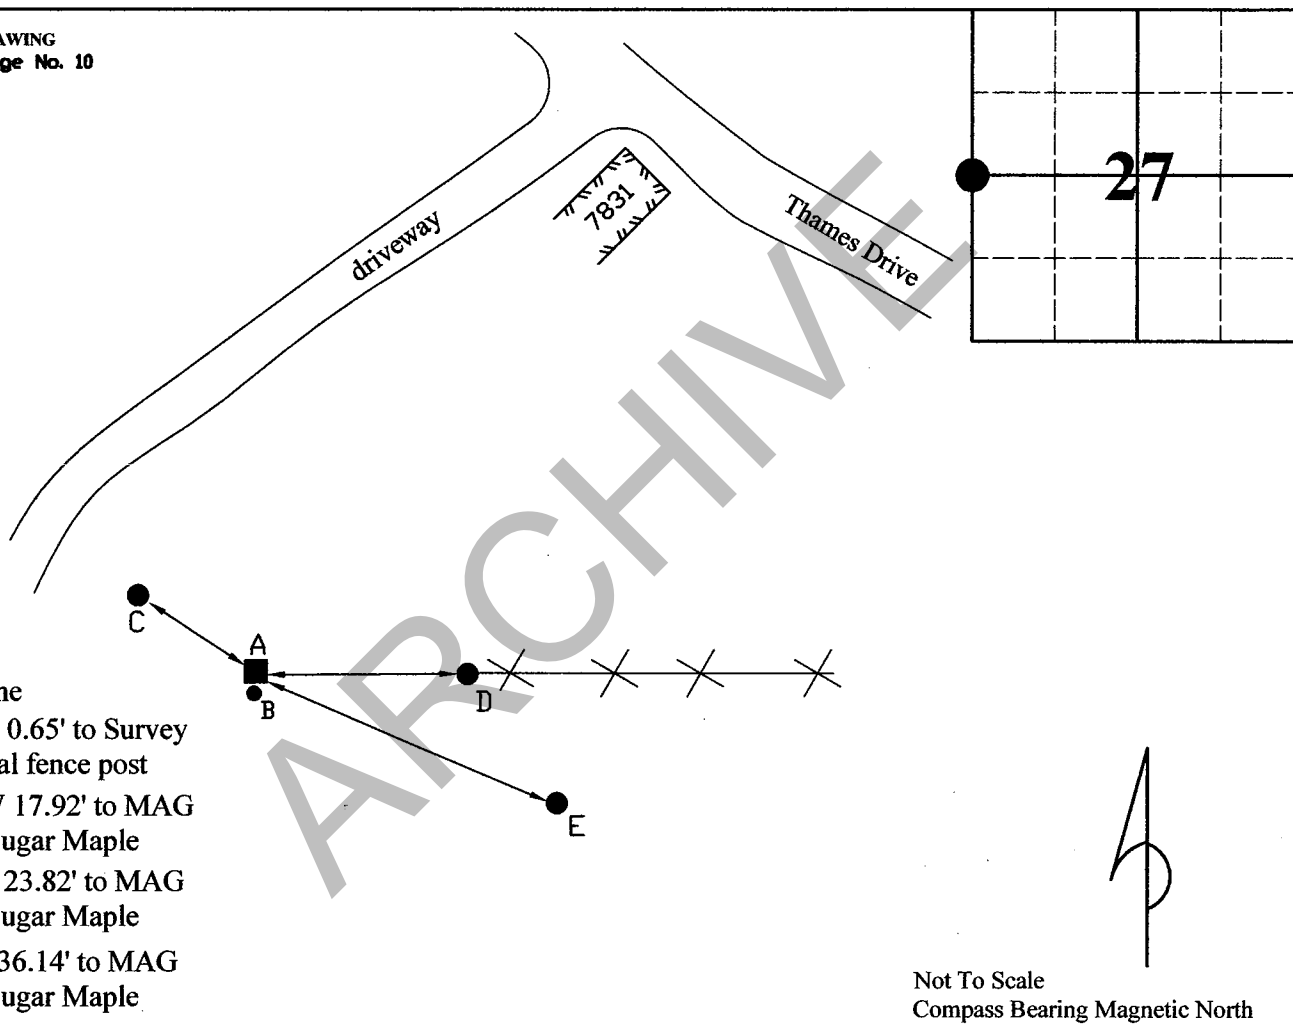 AWING
ge No. 10
27
7831
driveway
Thames Drive
ARCHIVE
C
A
B
D
E
ne
0.65' to Survey
al fence post
17.92' to MAG
ugar Maple
23.82' to MAG
ugar Maple
36.14' to MAG
ugar Maple
Not To Scale
Compass Bearing Magnetic North